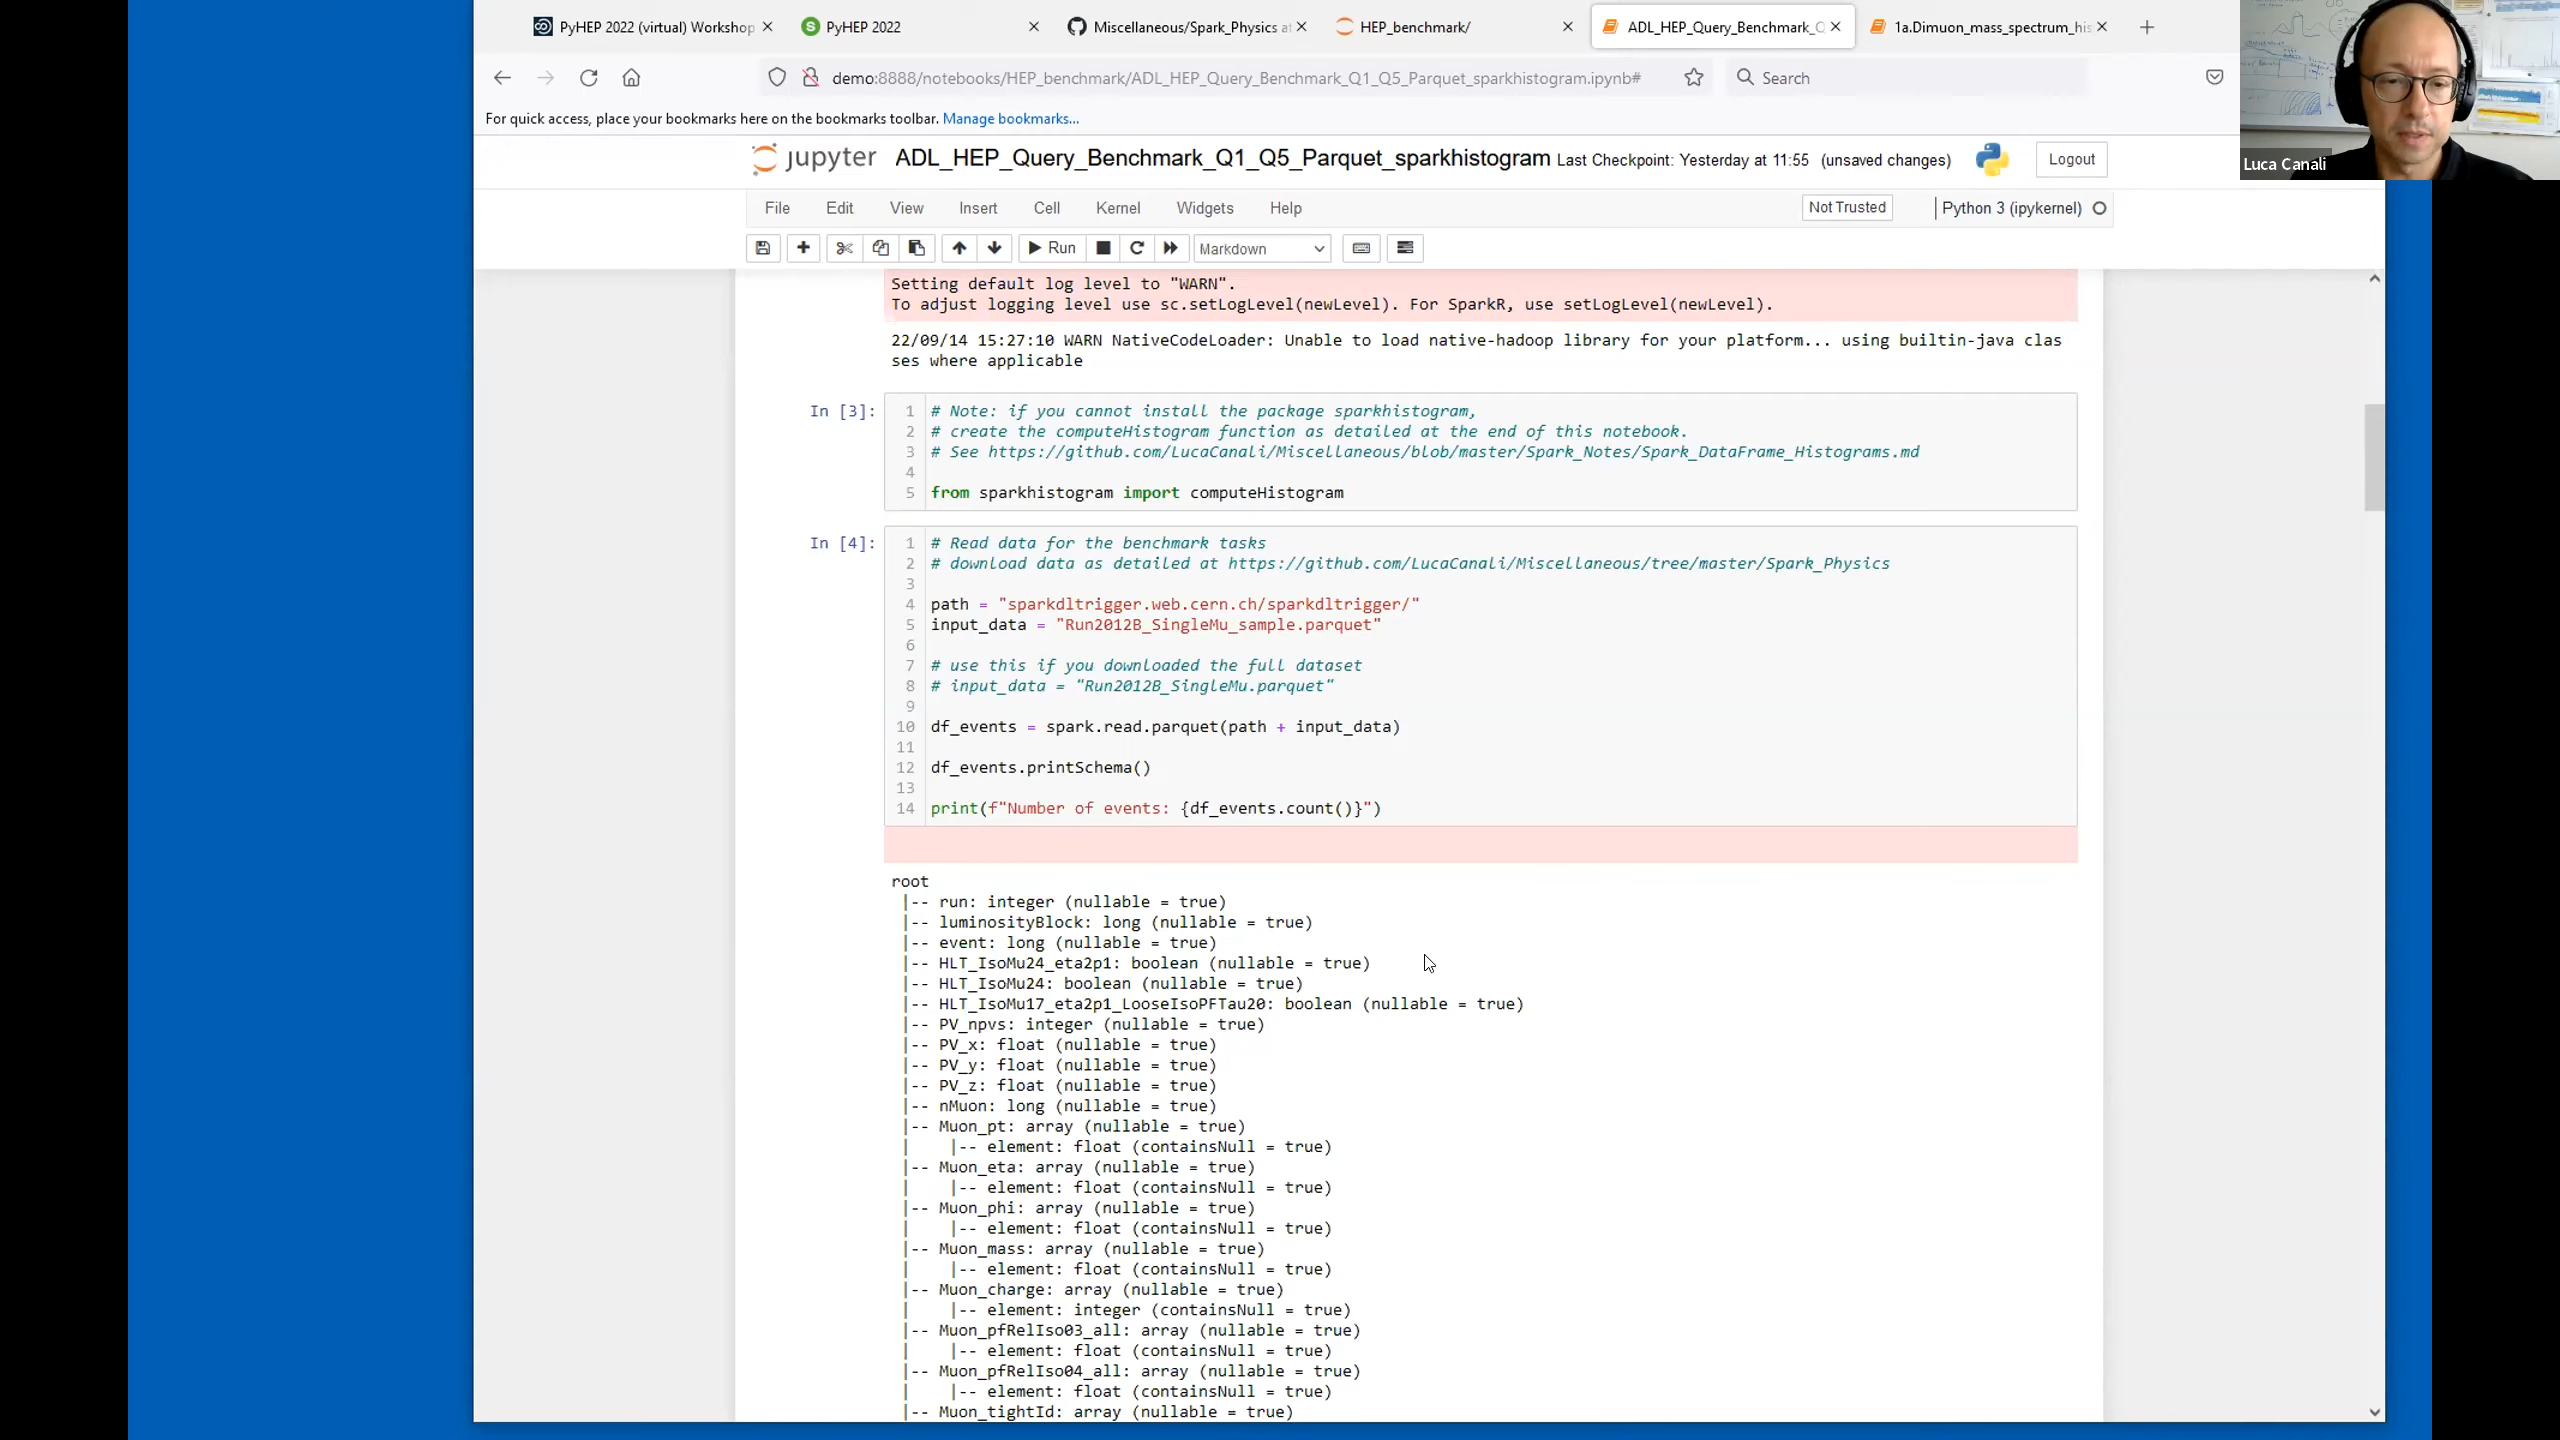 PyHEP 2022 (virtual) Workshop
PyHEP 2022
Miscellaneous/Spark_Physics at
HEP_benchmark/
ADL_HEP_Query_Benchmark_Q
1a.Dimuon_mass_spectrum_his
demo:8888/notebooks/HEP_benchmark/ADL_HEP_Query_Benchmark_Q1_Q5_Parquet_sparkhistogram.ipynb#
Search
For quick access, place your bookmarks here on the bookmarks toolbar. Manage bookmarks...
Luca Canali
jupyter ADL_HEP_Query_Benchmark_Q1_Q5_Parquet_sparkhistogram Last Checkpoint: Yesterday at 11:55 (unsaved changes)
Logout
File Edit View Insert Cell Kernel Widgets Help
Not Trusted
Python 3 (ipykernel)
Run
Markdown
Setting default log level to "WARN".
To adjust logging level use sc.setLogLevel(newLevel). For SparkR, use setLogLevel(newLevel).
22/09/14 15:27:10 WARN NativeCodeLoader: Unable to load native-hadoop library for your platform... using builtin-java clas
ses where applicable
In [3]:
1 # Note: if you cannot install the package sparkhistogram,
2 # create the computeHistogram function as detailed at the end of this notebook.
3 # See https://github.com/LucaCanali/Miscellaneous/blob/master/Spark_Notes/Spark_DataFrame_Histograms.md
4
5 from sparkhistogram import computeHistogram
In [4]:
1 # Read data for the benchmark tasks
2 # download data as detailed at https://github.com/LucaCanali/Miscellaneous/tree/master/Spark_Physics
3
4 path = "sparkdltrigger.web.cern.ch/sparkdltrigger/"
5 input_data = "Run2012B_SingleMu_sample.parquet"
6
7 # use this if you downloaded the full dataset
8 # input_data = "Run2012B_SingleMu.parquet"
9
10 df_events = spark.read.parquet(path + input_data)
11
12 df_events.printSchema()
13
14 print(f"Number of events: {df_events.count()}")
root
|-- run: integer (nullable = true)
|-- luminosityBlock: long (nullable = true)
|-- event: long (nullable = true)
|-- HLT_IsoMu24_eta2p1: boolean (nullable = true)
|-- HLT_IsoMu24: boolean (nullable = true)
|-- HLT_IsoMu17_eta2p1_LooseIsoPFTau20: boolean (nullable = true)
|-- PV_npvs: integer (nullable = true)
|-- PV_x: float (nullable = true)
|-- PV_y: float (nullable = true)
|-- PV_z: float (nullable = true)
|-- nMuon: long (nullable = true)
|-- Muon_pt: array (nullable = true)
|    |-- element: float (containsNull = true)
|-- Muon_eta: array (nullable = true)
|    |-- element: float (containsNull = true)
|-- Muon_phi: array (nullable = true)
|    |-- element: float (containsNull = true)
|-- Muon_mass: array (nullable = true)
|    |-- element: float (containsNull = true)
|-- Muon_charge: array (nullable = true)
|    |-- element: integer (containsNull = true)
|-- Muon_pfRelIso03_all: array (nullable = true)
|    |-- element: float (containsNull = true)
|-- Muon_pfRelIso04_all: array (nullable = true)
|    |-- element: float (containsNull = true)
|-- Muon_tightId: array (nullable = true)